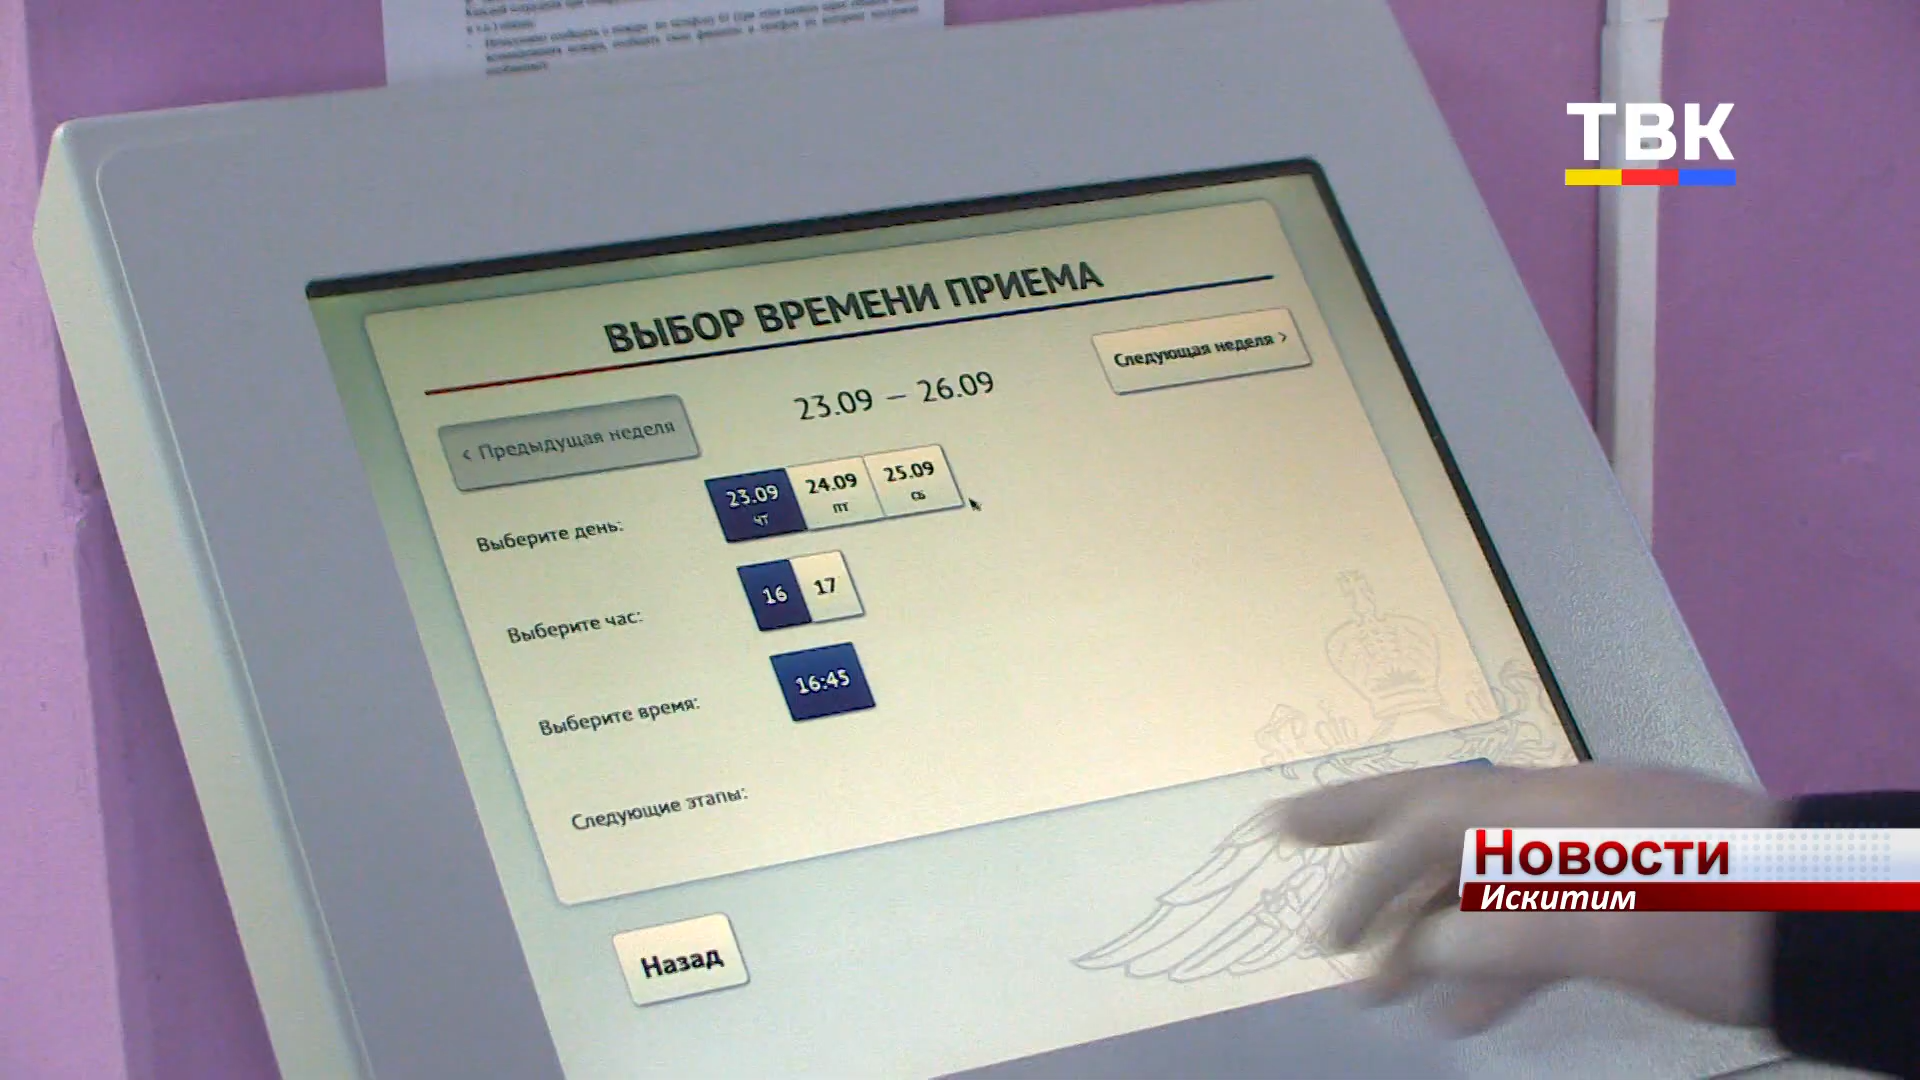 ТВК
ВЫБОР ВРЕМЕНИ ПРИЕМА
< Предыдущая неделя
23.09 — 26.09
Следующая неделя >
Выберите день:
23.09 24.09 25.09
чт пт сб
Выберите час:
16 17
Выберите время:
16:45
Следующие этапы:
Назад
Новости
Искитим